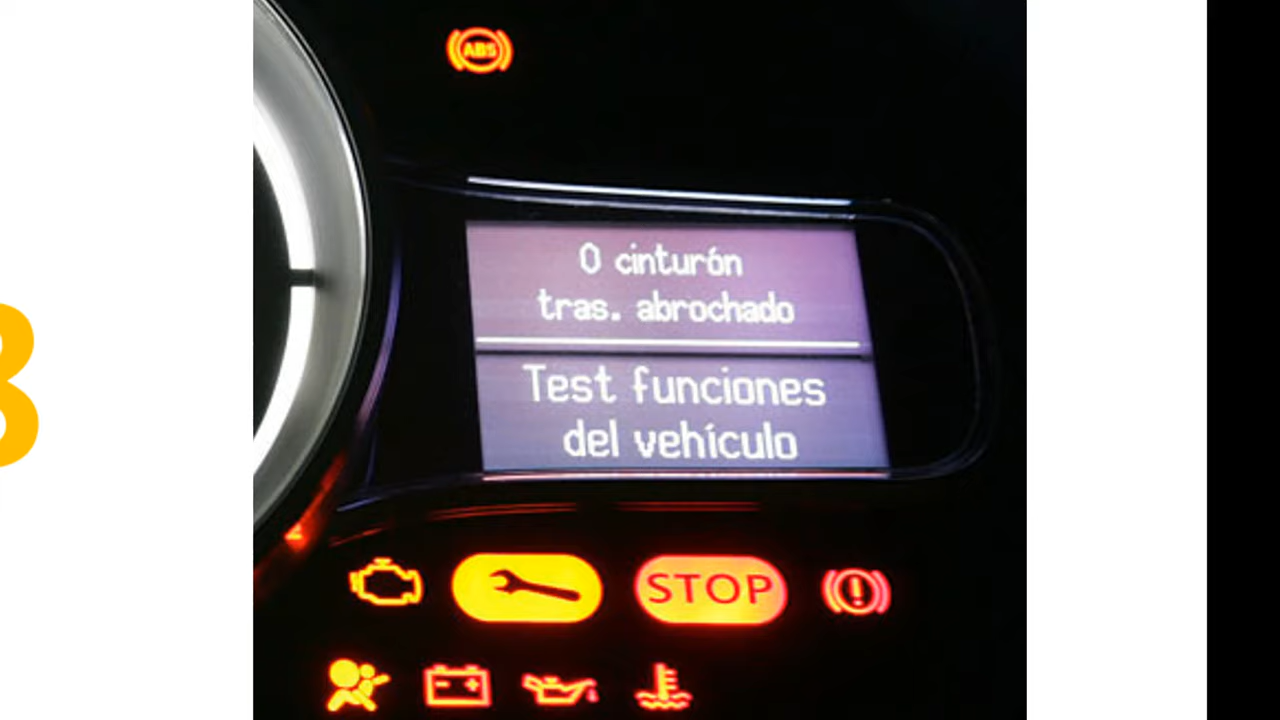 ABS
0 cinturón
tras. abrochado
Test funciones
del vehículo
STOP